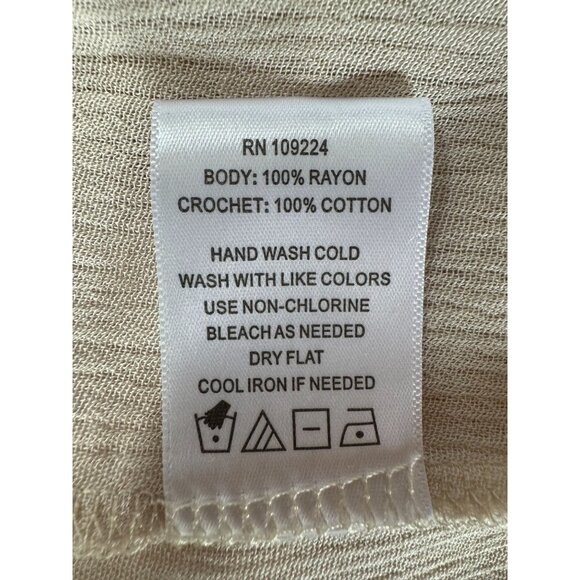 RN 109224
BODY: 100% RAYON
CROCHET: 100% COTTON
HAND WASH COLD
WASH WITH LIKE COLORS
USE NON-CHLORINE
BLEACH AS NEEDED
DRY FLAT
COOL IRON IF NEEDED